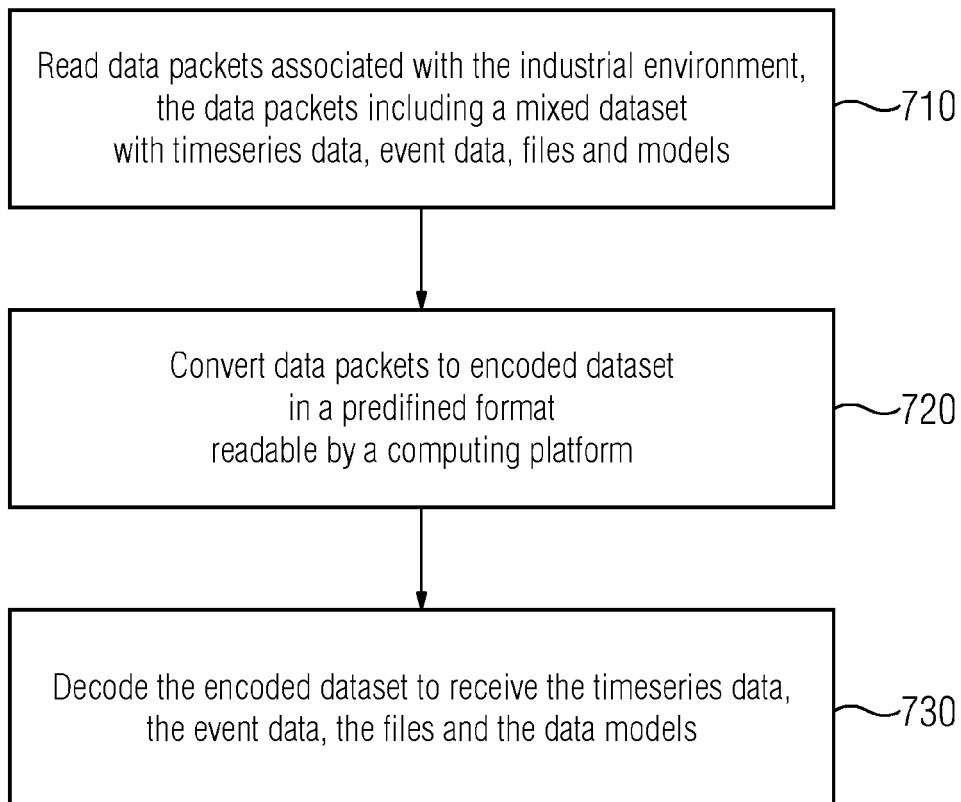 Read data packets associated with the industrial environment,
the data packets including a mixed dataset
with timeseries data, event data, files and models
710
Convert data packets to encoded dataset
in a predifined format
readable by a computing platform
720
Decode the encoded dataset to receive the timeseries data,
the event data, the files and the data models
730